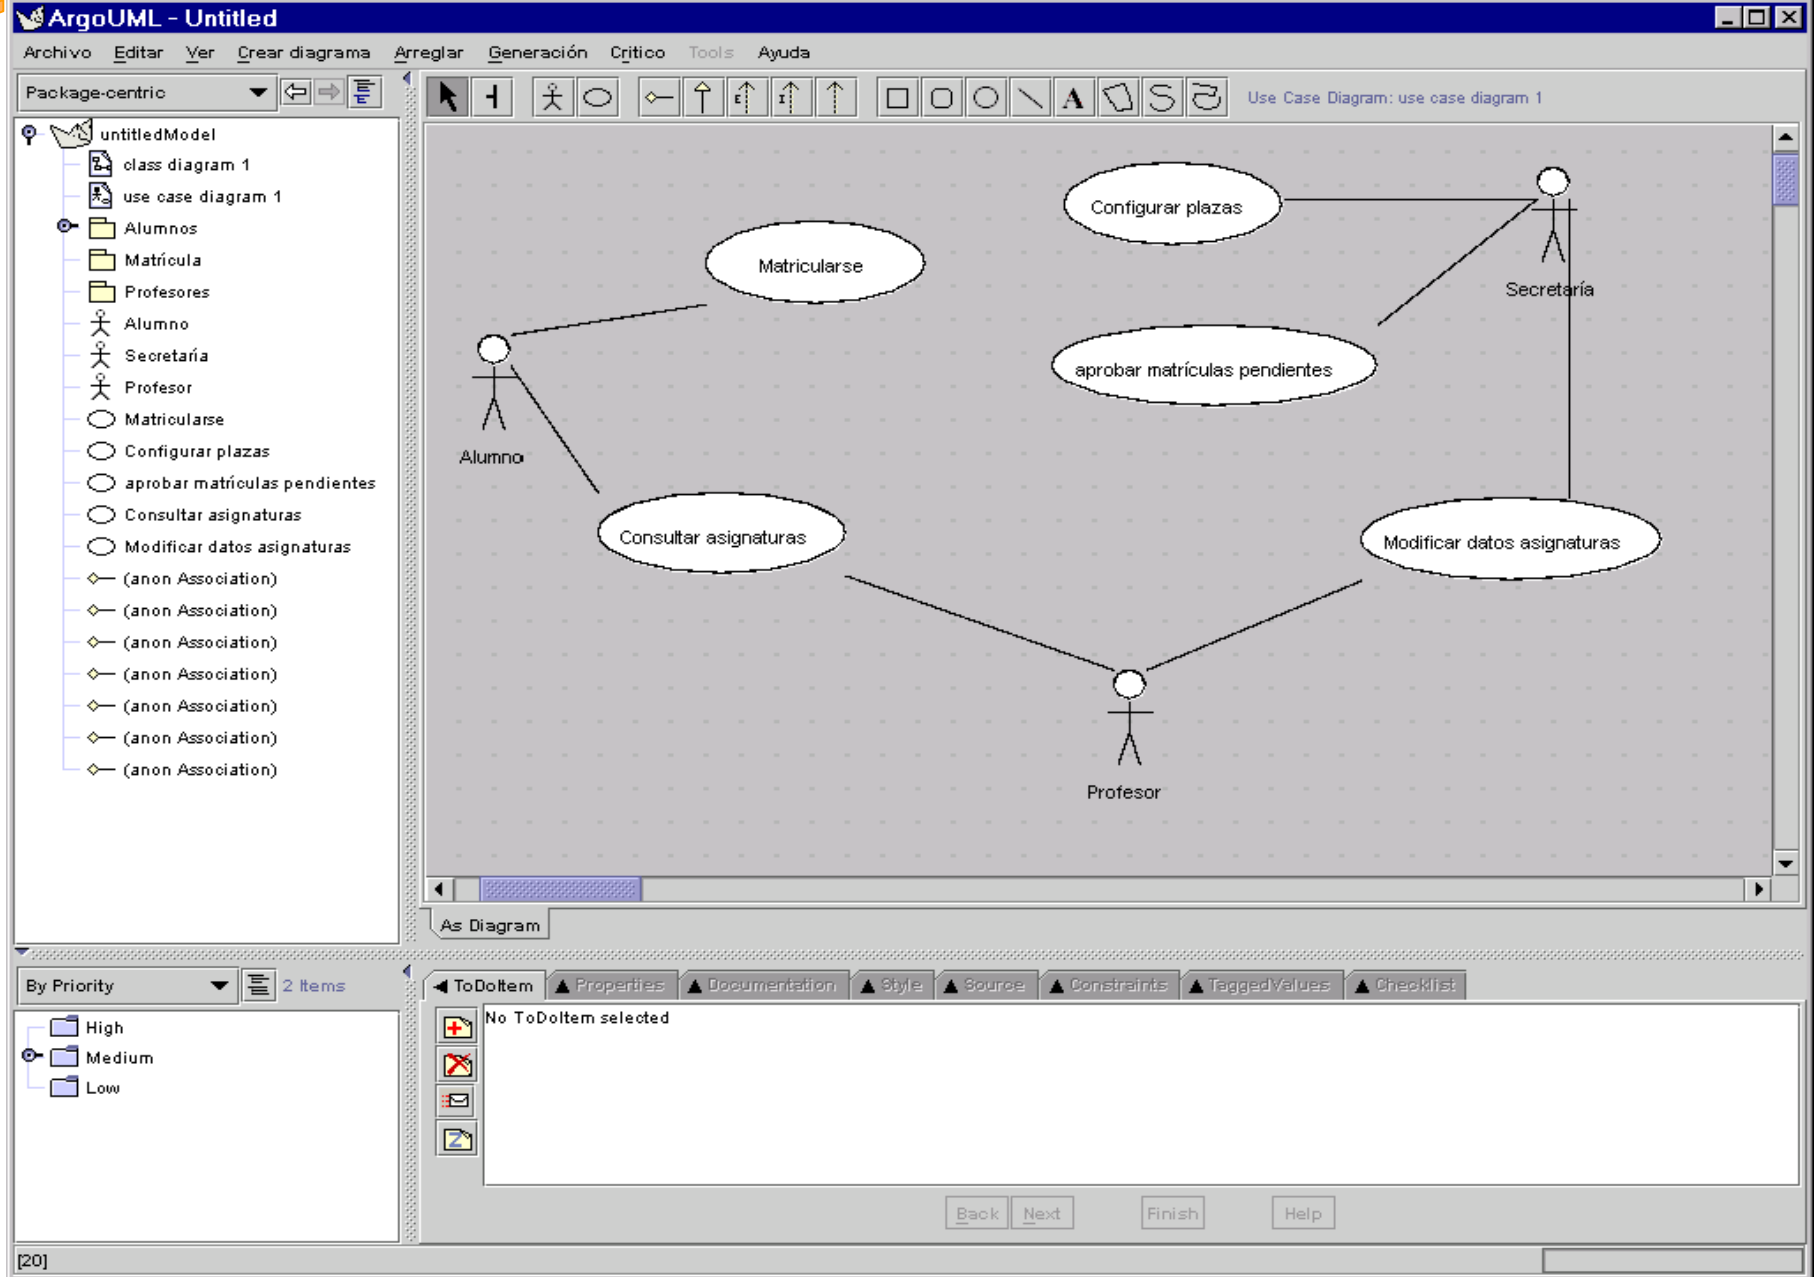 ArgoUML - Untitled
Archivo Editar Ver Crear diagrama Arreglar Generación Critico Tools Ayuda
Package-centric
Use Case Diagram: use case diagram 1
untitledModel
class diagram 1
use case diagram 1
Alumnos
Matrícula
Profesores
Alumno
Secretaría
Profesor
Matricularse
Configurar plazas
aprobar matrículas pendientes
Consultar asignaturas
Modificar datos asignaturas
(anon Association)
(anon Association)
(anon Association)
(anon Association)
(anon Association)
(anon Association)
(anon Association)
Configurar plazas
Matricularse
Secretaría
aprobar matrículas pendientes
Alumno
Consultar asignaturas
Modificar datos asignaturas
Profesor
As Diagram
By Priority
2 Items
High
Medium
Low
ToDoItem Properties Documentation Style Source Constraints TaggedValues Checklist
No ToDoItem selected
Back Next Finish Help
[20]